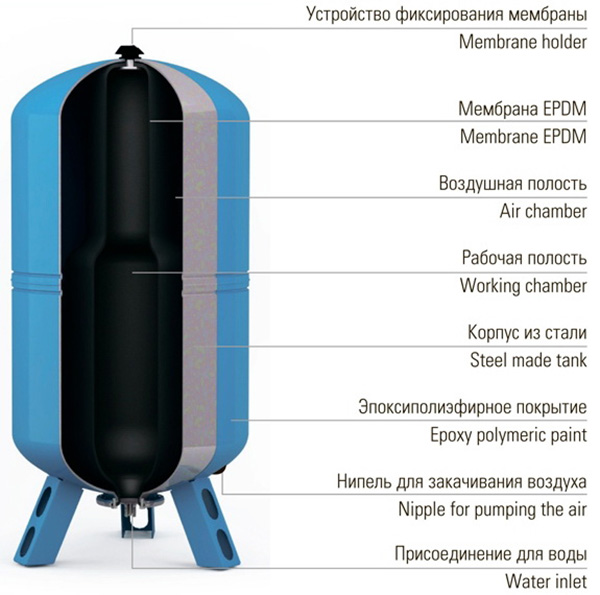 Устройство фиксирования мембраны
Membrane holder
Мембрана EPDM
Membrane EPDM
Воздушная полость
Air chamber
Рабочая полость
Working chamber
Корпус из стали
Steel made tank
Эпоксиполиэфирное покрытие
Epoxy polymeric paint
Нипель для закачивания воздуха
Nipple for pumping the air
Присоединение для воды
Water inlet